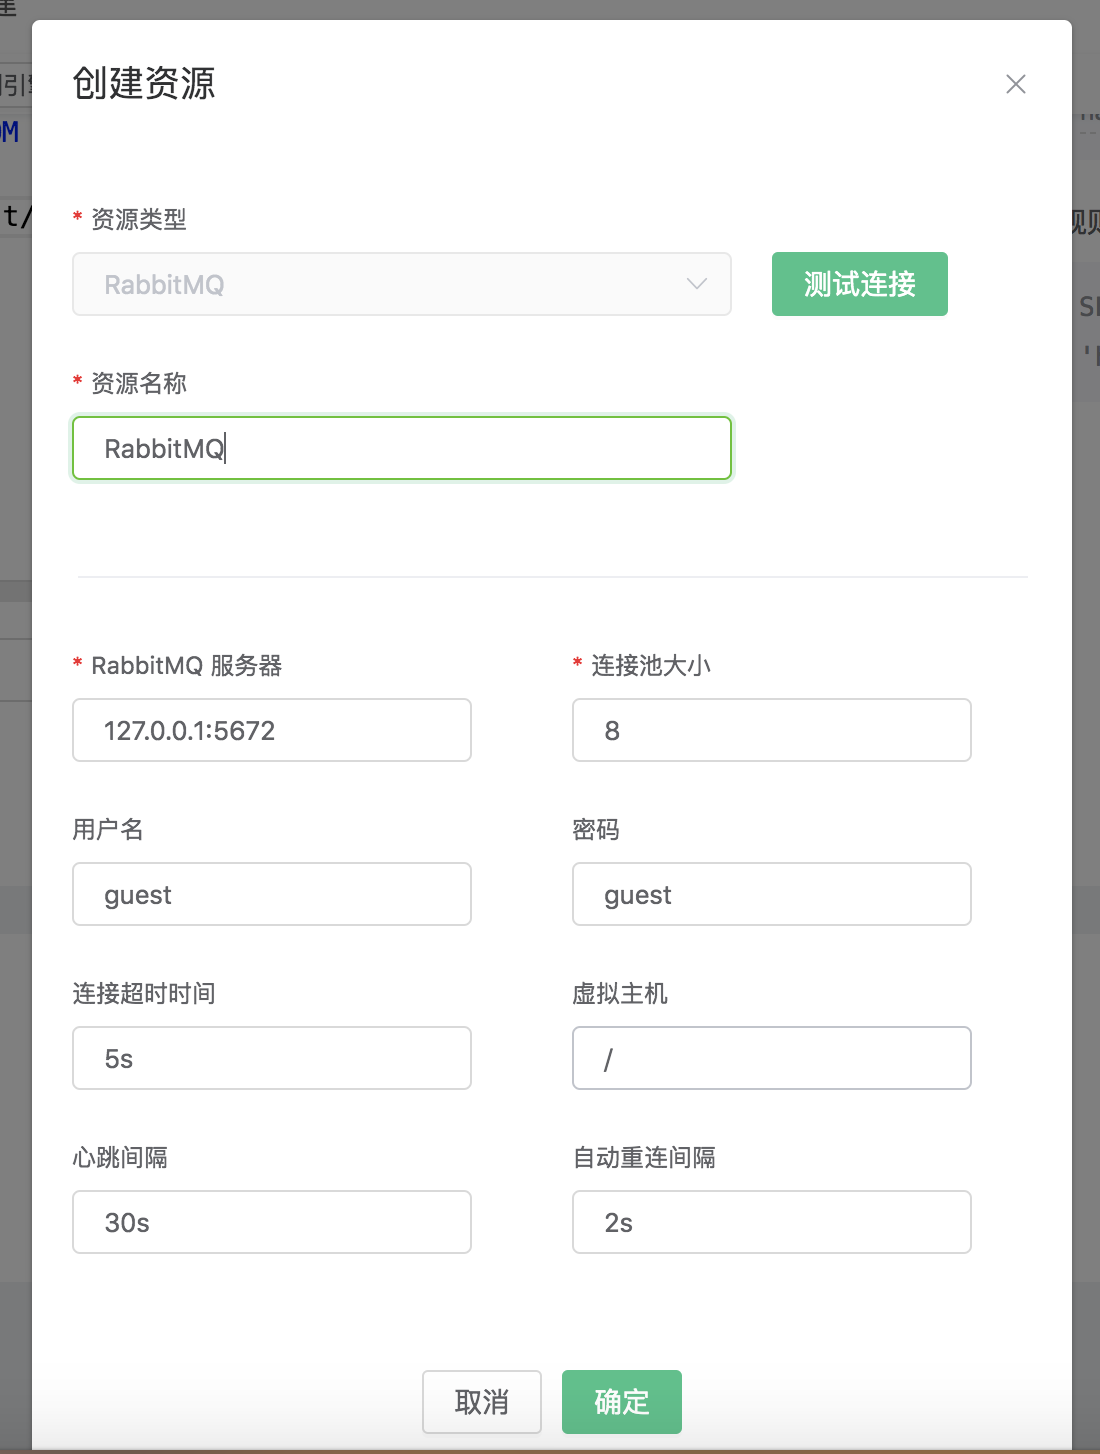 创建资源
* 资源类型
RabbitMQ
测试连接
* 资源名称
RabbitMQ
* RabbitMQ 服务器
* 连接池大小
127.0.0.1:5672
8
用户名
密码
guest
guest
连接超时时间
虚拟主机
5s
/
心跳间隔
自动重连间隔
30s
2s
取消
确定